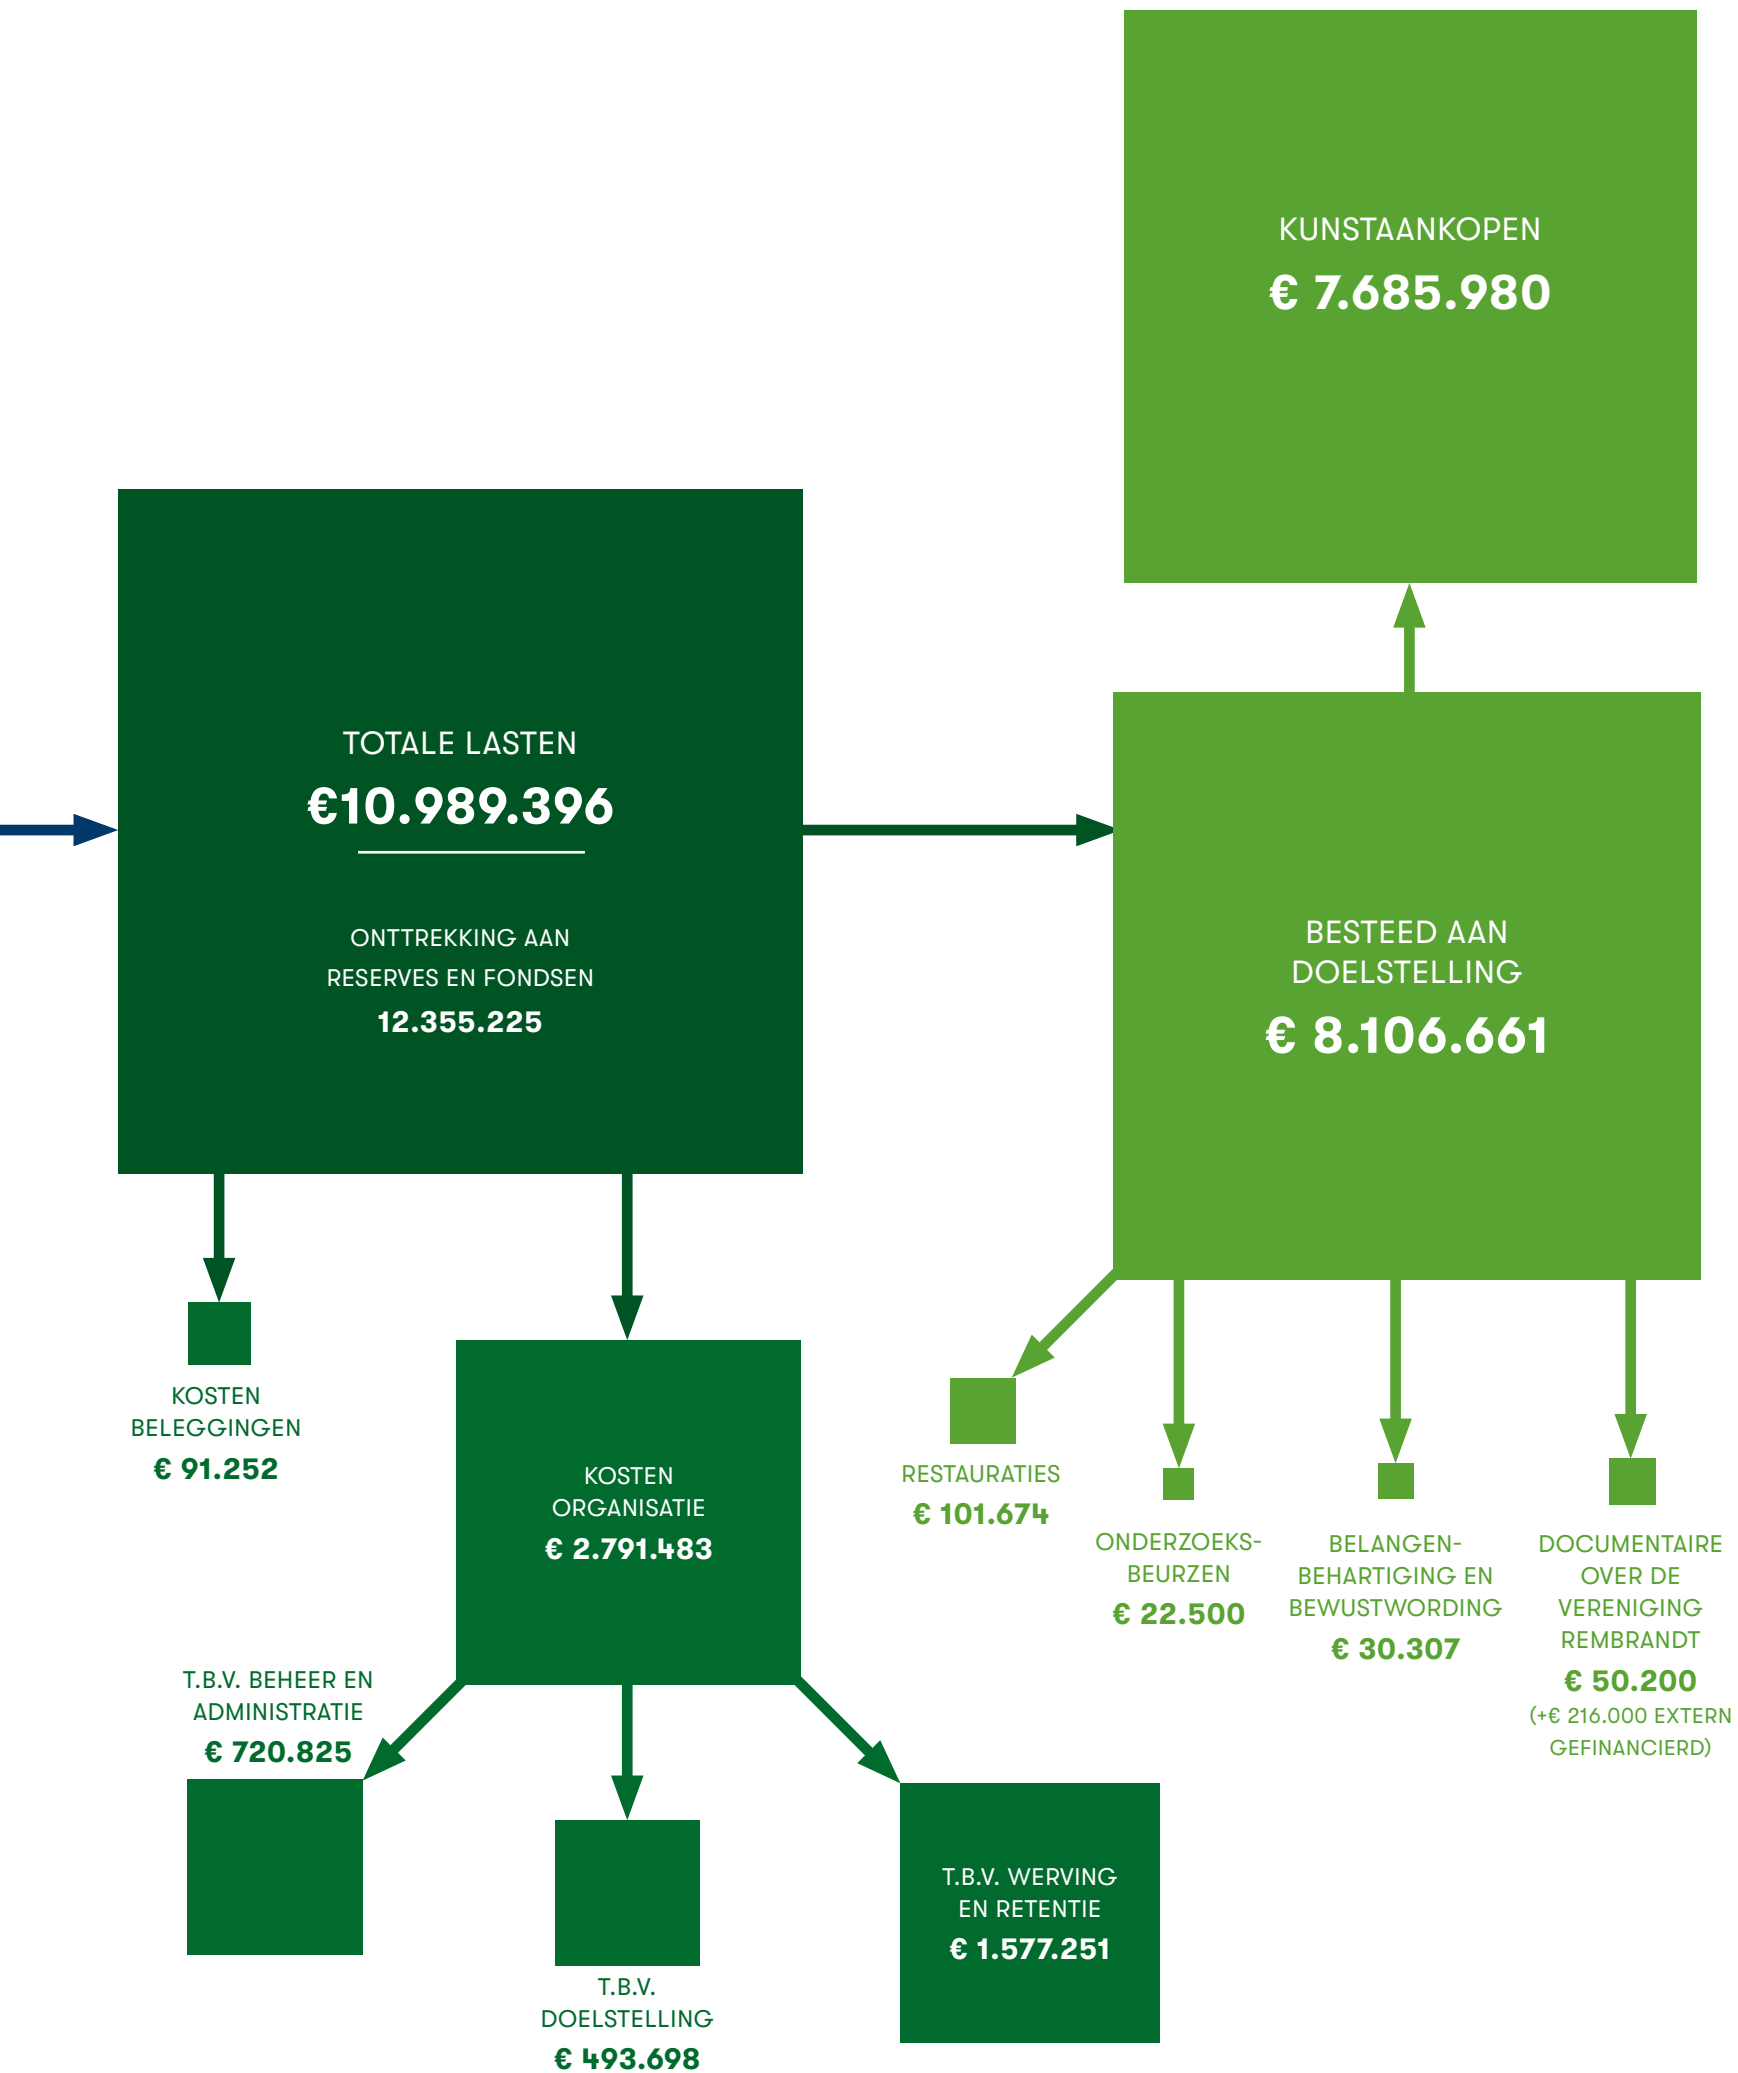 KUNSTAANKOPEN
€ 7.685.980
TOTALE LASTEN
€10.989.396
ONTTREKKING AAN
RESERVES EN FONDSEN
12.355.225
BESTEED AAN
DOELSTELLING
€ 8.106.661
KOSTEN
BELEGGINGEN
€ 91.252
KOSTEN
ORGANISATIE
€ 2.791.483
RESTAURATIES
€ 101.674
ONDERZOEKS-
BEURZEN
€ 22.500
BELANGEN-
BEHARTIGING EN
BEWUSTWORDING
€ 30.307
DOCUMENTAIRE
OVER DE
VERENIGING
REMBRANDT
€ 50.200
(+€ 216.000 EXTERN
GEFINANCIERD)
T.B.V. BEHEER EN
ADMINISTRATIE
€ 720.825
T.B.V.
DOELSTELLING
€ 493.698
T.B.V. WERVING
EN RETENTIE
€ 1.577.251